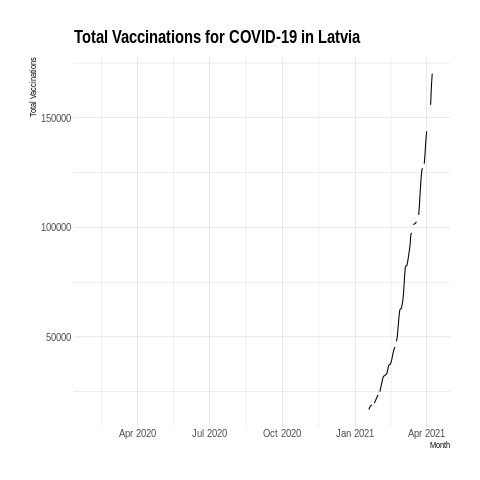 Total Vaccinations for COVID-19 in Latvia
Total Vaccinations
150000
100000
50000
Apr 2020 Jul 2020 Oct 2020 Jan 2021 Apr 2021
Month